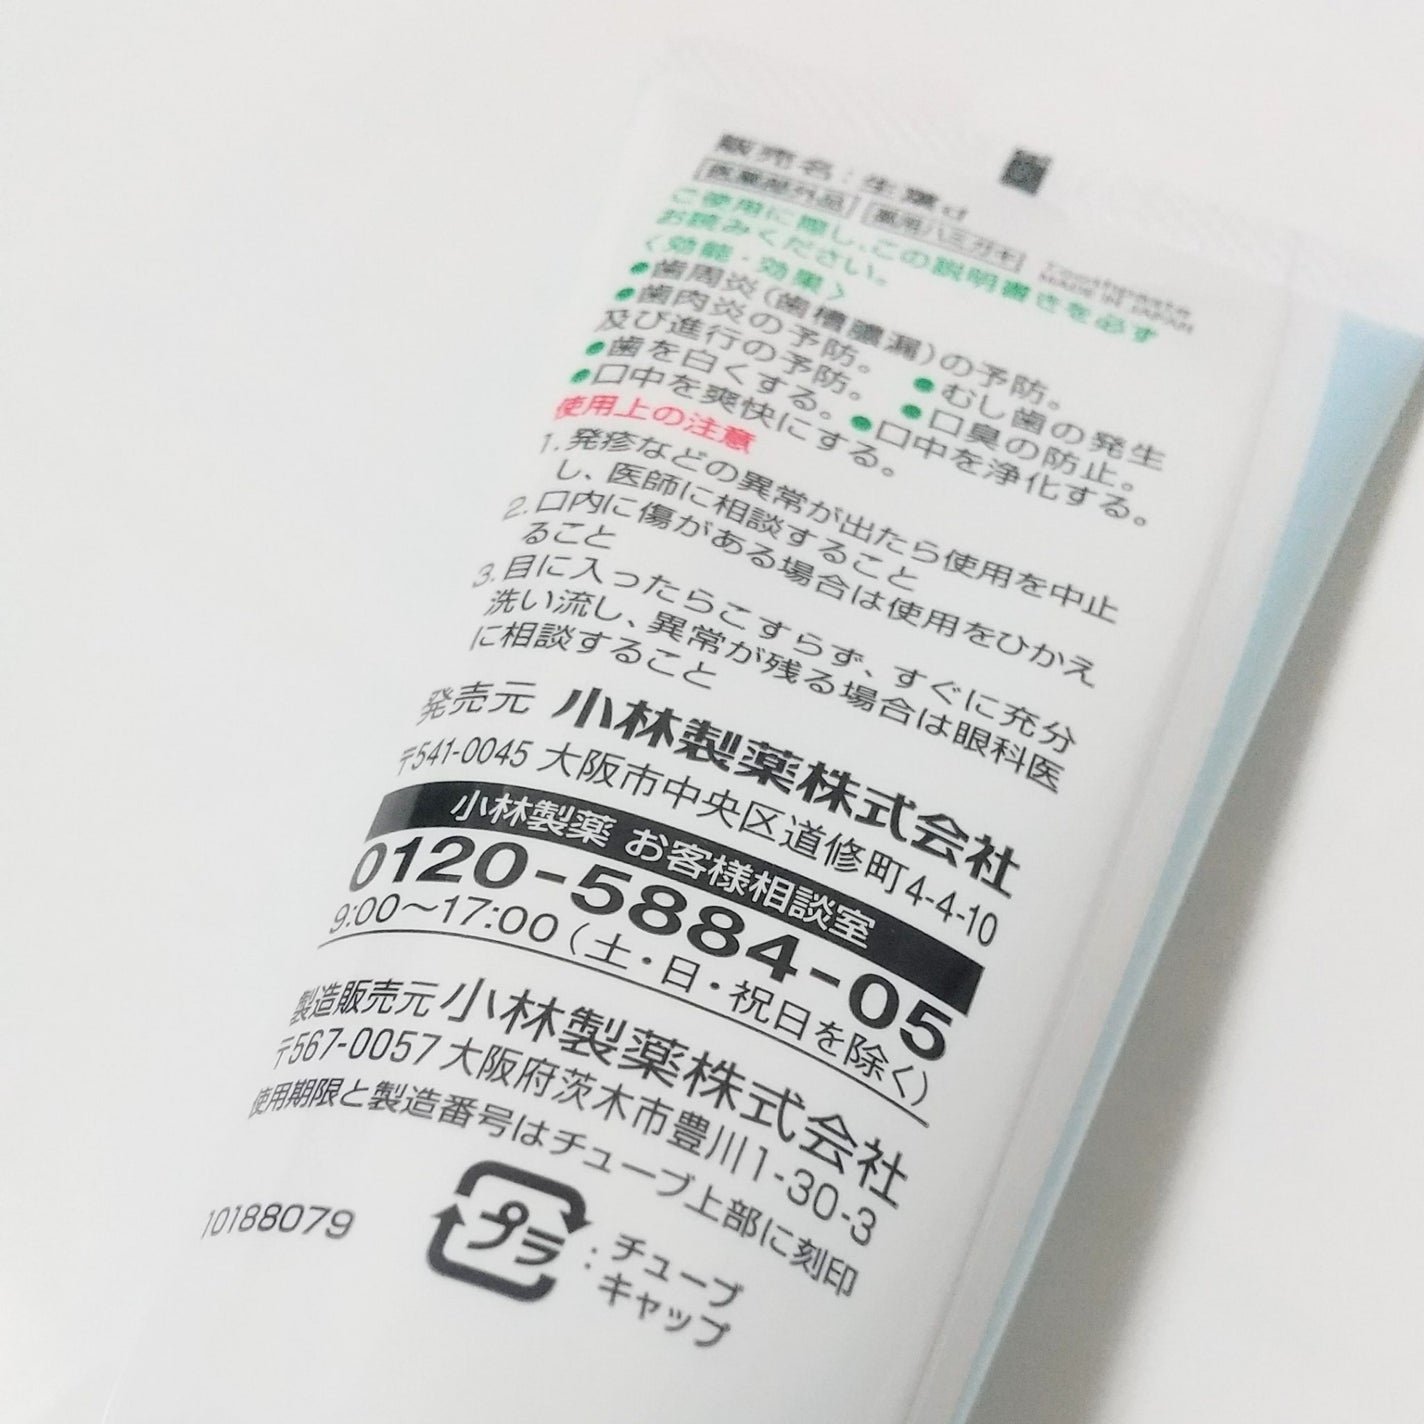 販売名：生葉d
医薬部外品 薬用ハミガキ Toothpaste
MADE IN JAPAN
ご使用に際し、この説明書きを必ず
お読みください。
〈効能・効果〉
●歯周炎(歯槽膿漏)の予防。
●歯肉炎の予防。 ●むし歯の発生
及び進行の予防。 ●口臭の防止。
●歯を白くする。 ●口中を浄化する。
●口中を爽快にする。
使用上の注意
1.発疹などの異常が出たら使用を中止
し、医師に相談すること
2.口内に傷がある場合は使用をひかえ
ること
3.目に入ったらこすらず、すぐに充分
洗い流し、異常が残る場合は眼科医
に相談すること
発売元 小林製薬株式会社
〒541-0045 大阪市中央区道修町4-4-10
小林製薬 お客様相談室
0120-5884-05
9:00〜17:00(土・日・祝日を除く)
製造販売元 小林製薬株式会社
〒567-0057 大阪府茨木市豊川1-30-3
使用期限と製造番号はチューブ上部に刻印
プラ : チューブ
キャップ
10188079